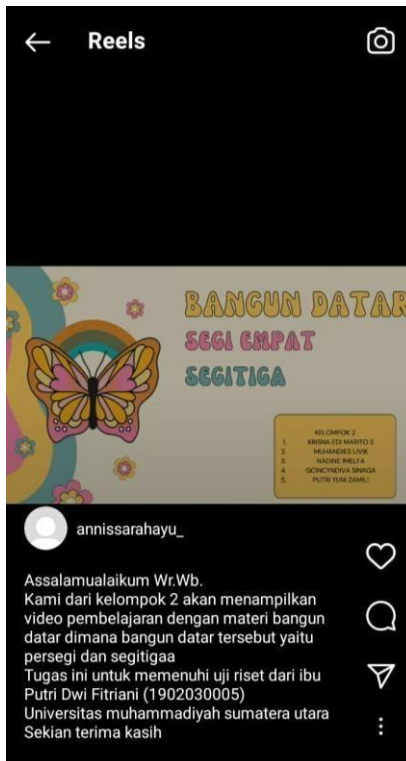 Reels
BANGUN DATAR
SEGI EMPAT
SEGITIGA
KELOMPOK 2
1. KRISNA EDI MARITO S
2. MUHANDIES LIVIK
3. NADINE IMELFA
4. GCINCYNDIVA SINAGA
5. PUTRI YUNI ZAMILI
annissarahayu_
Assalamualaikum Wr.Wb.
Kami dari kelompok 2 akan menampilkan
video pembelajaran dengan materi bangun
datar dimana bangun datar tersebut yaitu
persegi dan segitigaa
Tugas ini untuk memenuhi uji riset dari ibu
Putri Dwi Fitriani (1902030005)
Universitas muhammadiyah sumatera utara
Sekian terima kasih